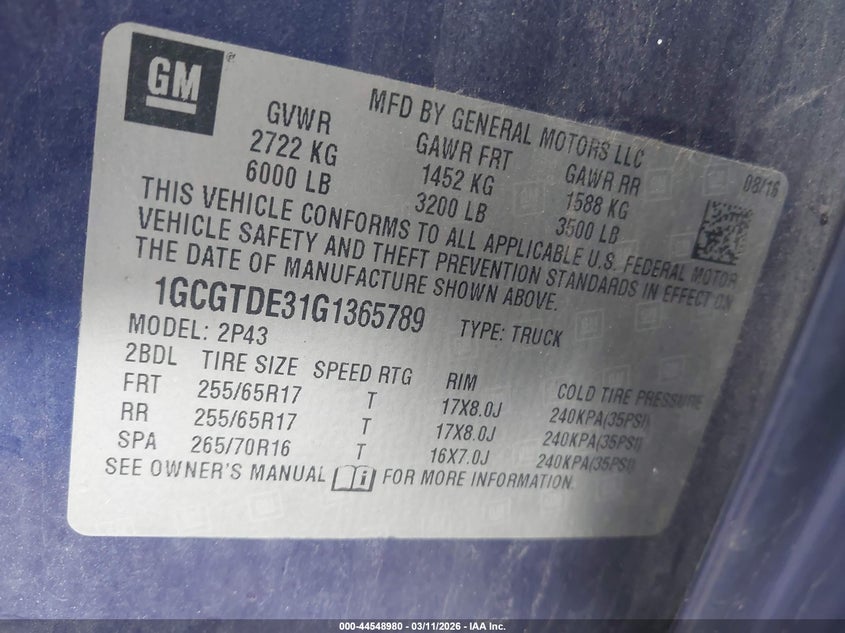 GM
MFD BY GENERAL MOTORS LLC
08/16
GVWR GAWR FRT GAWR RR
2722 KG 1452 KG 1588 KG
6000 LB 3200 LB 3500 LB
THIS VEHICLE CONFORMS TO ALL APPLICABLE U.S. FEDERAL MOTOR
VEHICLE SAFETY AND THEFT PREVENTION STANDARDS IN EFFECT ON
THE DATE OF MANUFACTURE SHOWN ABOVE.
1GCGTDE31G1365789 TYPE: TRUCK
MODEL: 2P43
2BDL TIRE SIZE SPEED RTG RIM COLD TIRE PRESSURE
FRT 255/65R17 T 17X8.0J 240KPA(35PSI)
RR 255/65R17 T 17X8.0J 240KPA(35PSI)
SPA 265/70R16 T 16X7.0J 240KPA(35PSI)
SEE OWNER'S MANUAL FOR MORE INFORMATION.
000-44548980 - 03/11/2026 - IAA Inc.